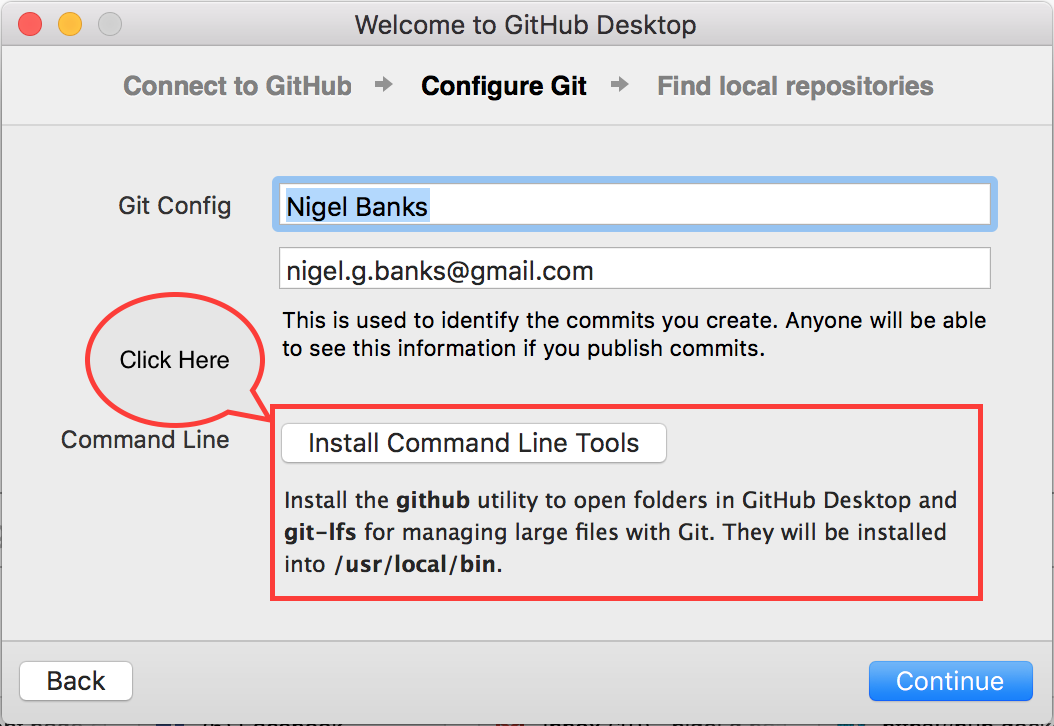 Welcome to GitHub Desktop
Connect to GitHub Configure Git Find local repositories
Git Config Nigel Banks
nigel.g.banks@gmail.com
This is used to identify the commits you create. Anyone will be able
to see this information if you publish commits.
Click Here
Command Line Install Command Line Tools
Install the github utility to open folders in GitHub Desktop and
git-lfs for managing large files with Git. They will be installed
into /usr/local/bin.
Back Continue